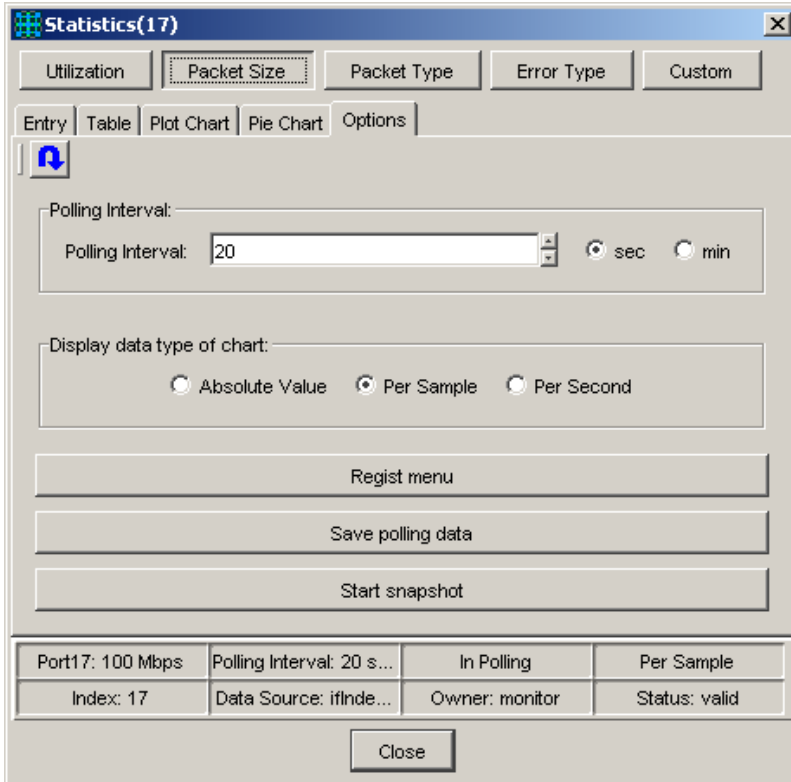 Statistics(17)
Utilization Packet Size Packet Type Error Type Custom
Entry Table Plot Chart Pie Chart Options
Polling Interval:
Polling Interval: 20 sec min
Display data type of chart:
Absolute Value Per Sample Per Second
Regist menu
Save polling data
Start snapshot
Port17: 100 Mbps Polling Interval: 20 s... In Polling Per Sample
Index: 17 Data Source: ifInde... Owner: monitor Status: valid
Close